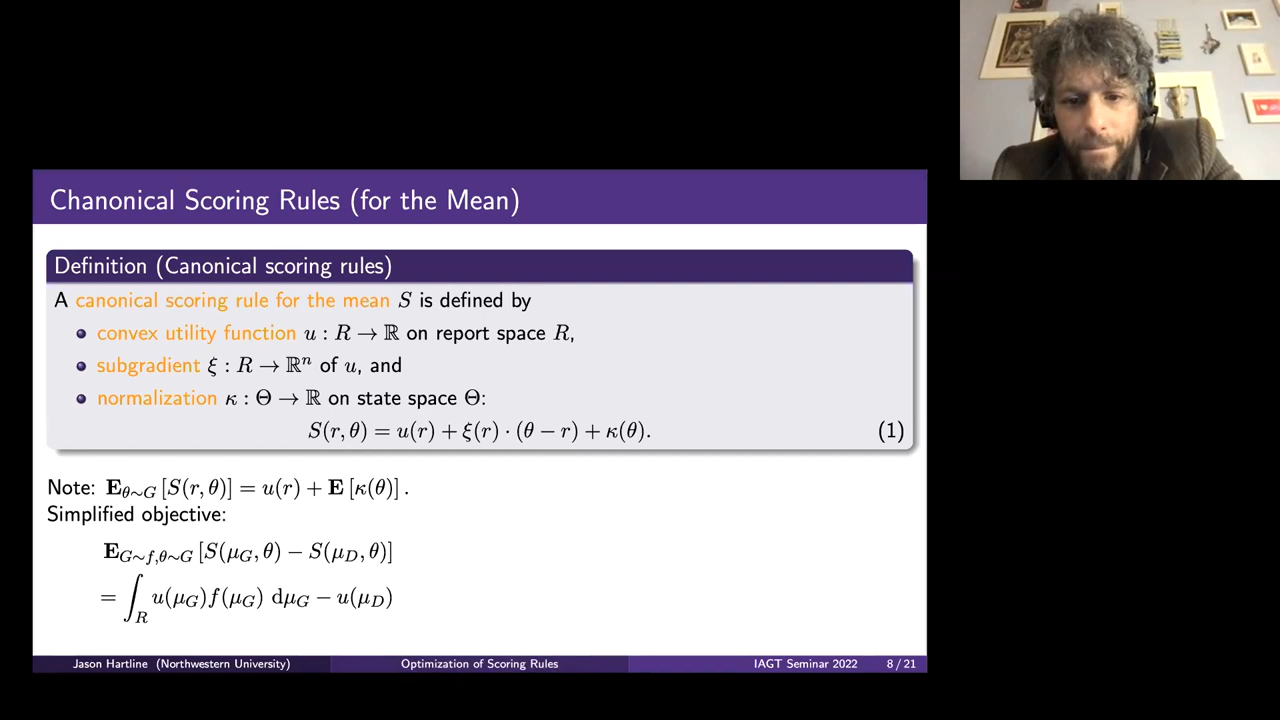 Chanonical Scoring Rules (for the Mean)
Definition (Canonical scoring rules)
A canonical scoring rule for the mean S is defined by
• convex utility function u : R → ℝ on report space R,
• subgradient ξ : R → ℝⁿ of u, and
• normalization κ : Θ → ℝ on state space Θ:
S(r, θ) = u(r) + ξ(r) · (θ − r) + κ(θ). (1)
Note: E_{θ∼G} [S(r, θ)] = u(r) + E [κ(θ)] .
Simplified objective:
E_{G∼f,θ∼G} [S(μ_G, θ) − S(μ_D, θ)]
= ∫_R u(μ_G)f(μ_G) dμ_G − u(μ_D)
Jason Hartline (Northwestern University) Optimization of Scoring Rules IAGT Seminar 2022 8 / 21